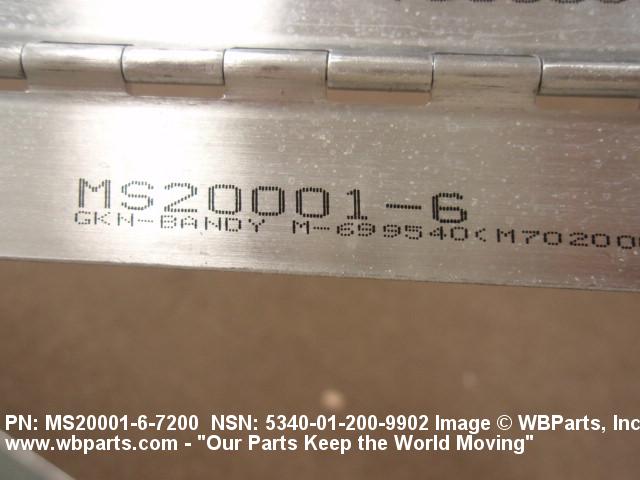 MS20001-6
GKN-BANDY M-699540<M70200
PN: MS20001-6-7200 NSN: 5340-01-200-9902 Image © WBParts, Inc
www.wbparts.com - "Our Parts Keep the World Moving"